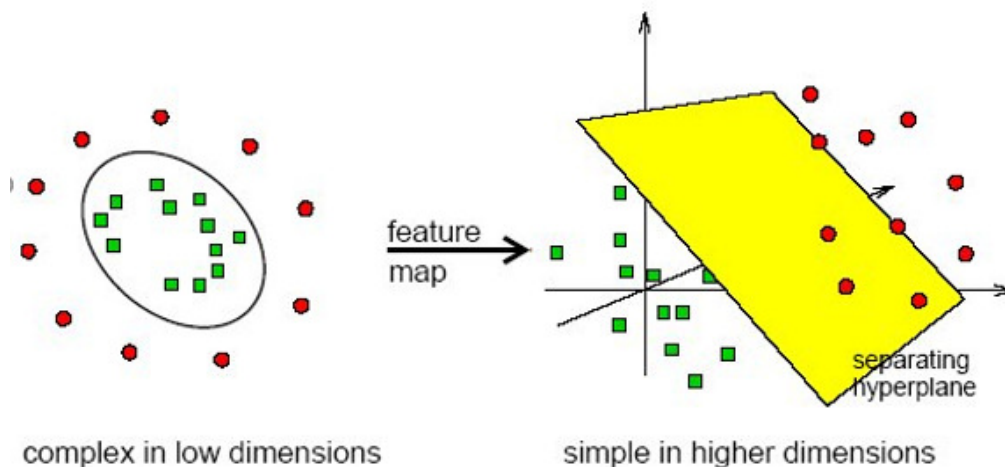 feature
map
separating
hyperplane
complex in low dimensions
simple in higher dimensions